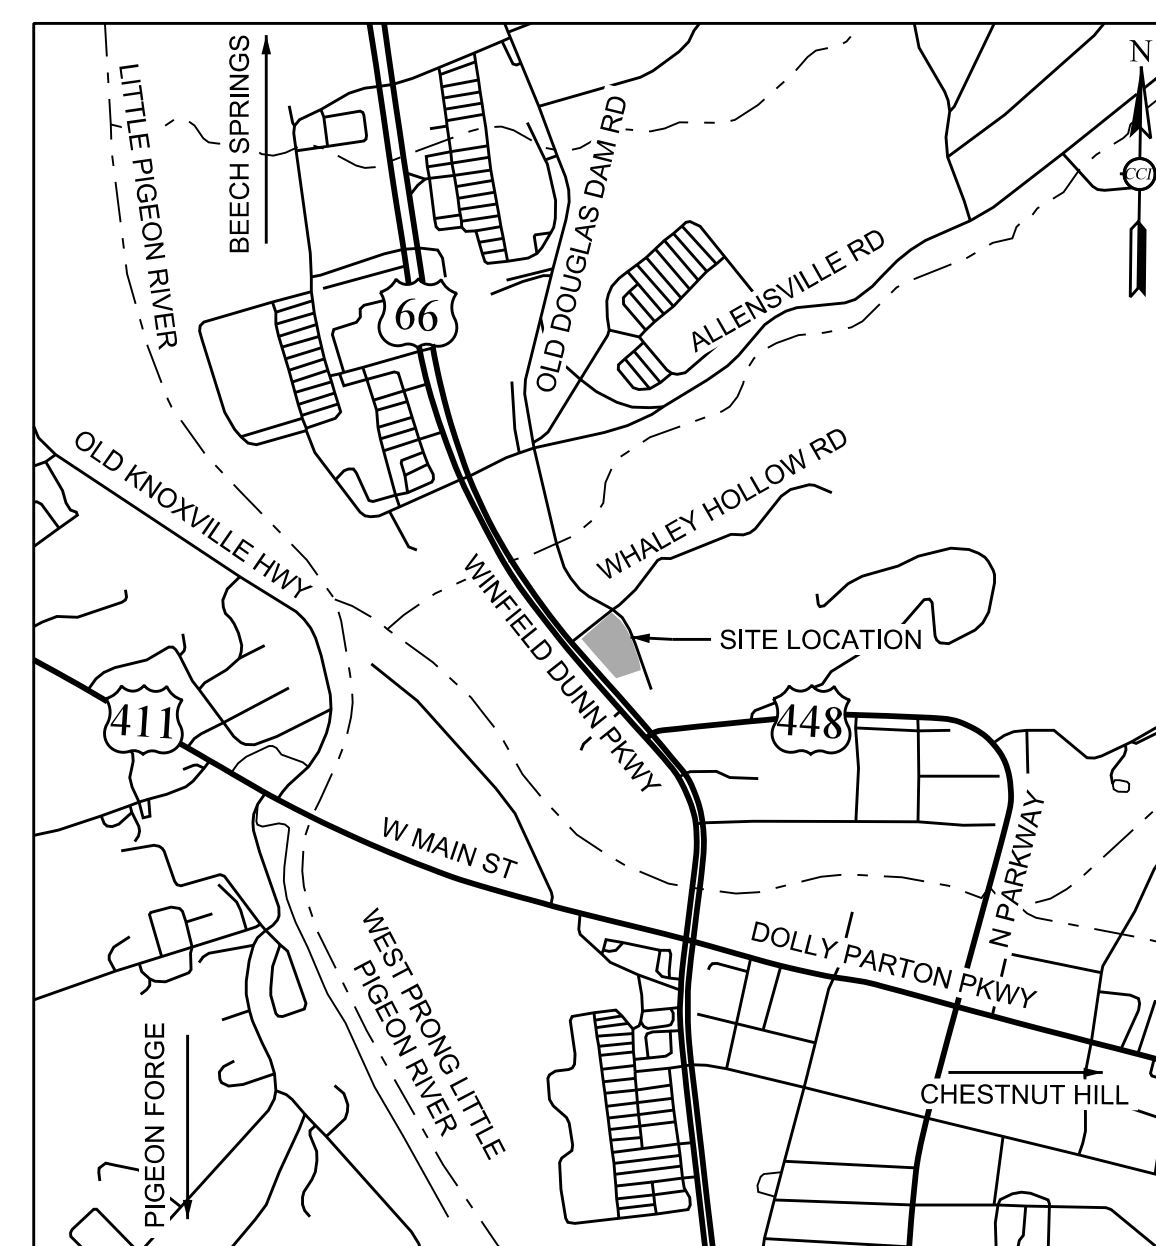 N
CCI
BEECH SPRINGS
LITTLE PIGEON RIVER
OLD DOUGLAS DAM RD
ALLENSVILLE RD
66
OLD KNOXVILLE HWY
WHALEY HOLLOW RD
WINFIELD DUNN PKWY
SITE LOCATION
411
448
W MAIN ST
N PARKWAY
DOLLY PARTON PKWY
WEST PRONG LITTLE
PIGEON RIVER
PIGEON FORGE
CHESTNUT HILL